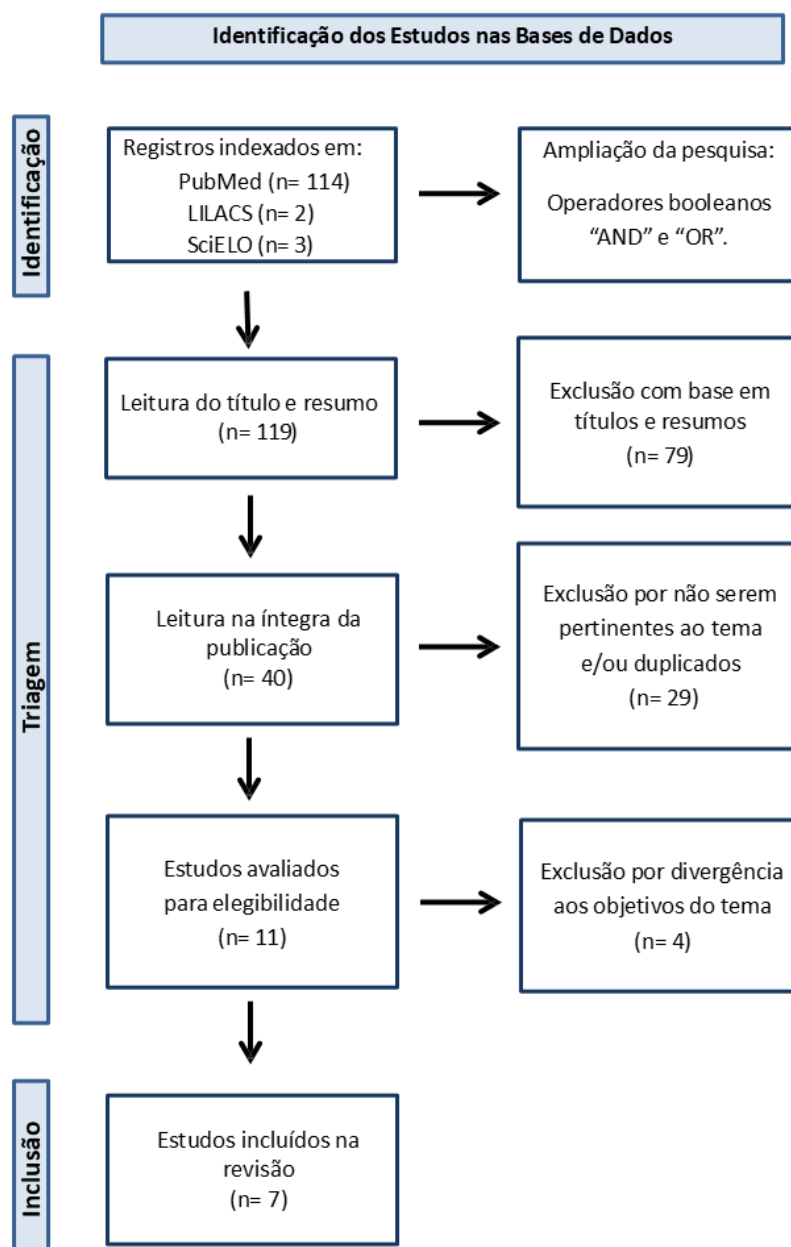 Identificação dos Estudos nas Bases de Dados
Identificação
Registros indexados em:
PubMed (n= 114)
LILACS (n= 2)
SciELO (n= 3)
Ampliação da pesquisa:
Operadores booleanos
“AND” e “OR”.
Triagem
Leitura do título e resumo
(n= 119)
Exclusão com base em
títulos e resumos
(n= 79)
Leitura na íntegra da
publicação
(n= 40)
Exclusão por não serem
pertinentes ao tema
e/ou duplicados
(n= 29)
Estudos avaliados
para elegibilidade
(n= 11)
Exclusão por divergência
aos objetivos do tema
(n= 4)
Inclusão
Estudos incluídos na
revisão
(n= 7)